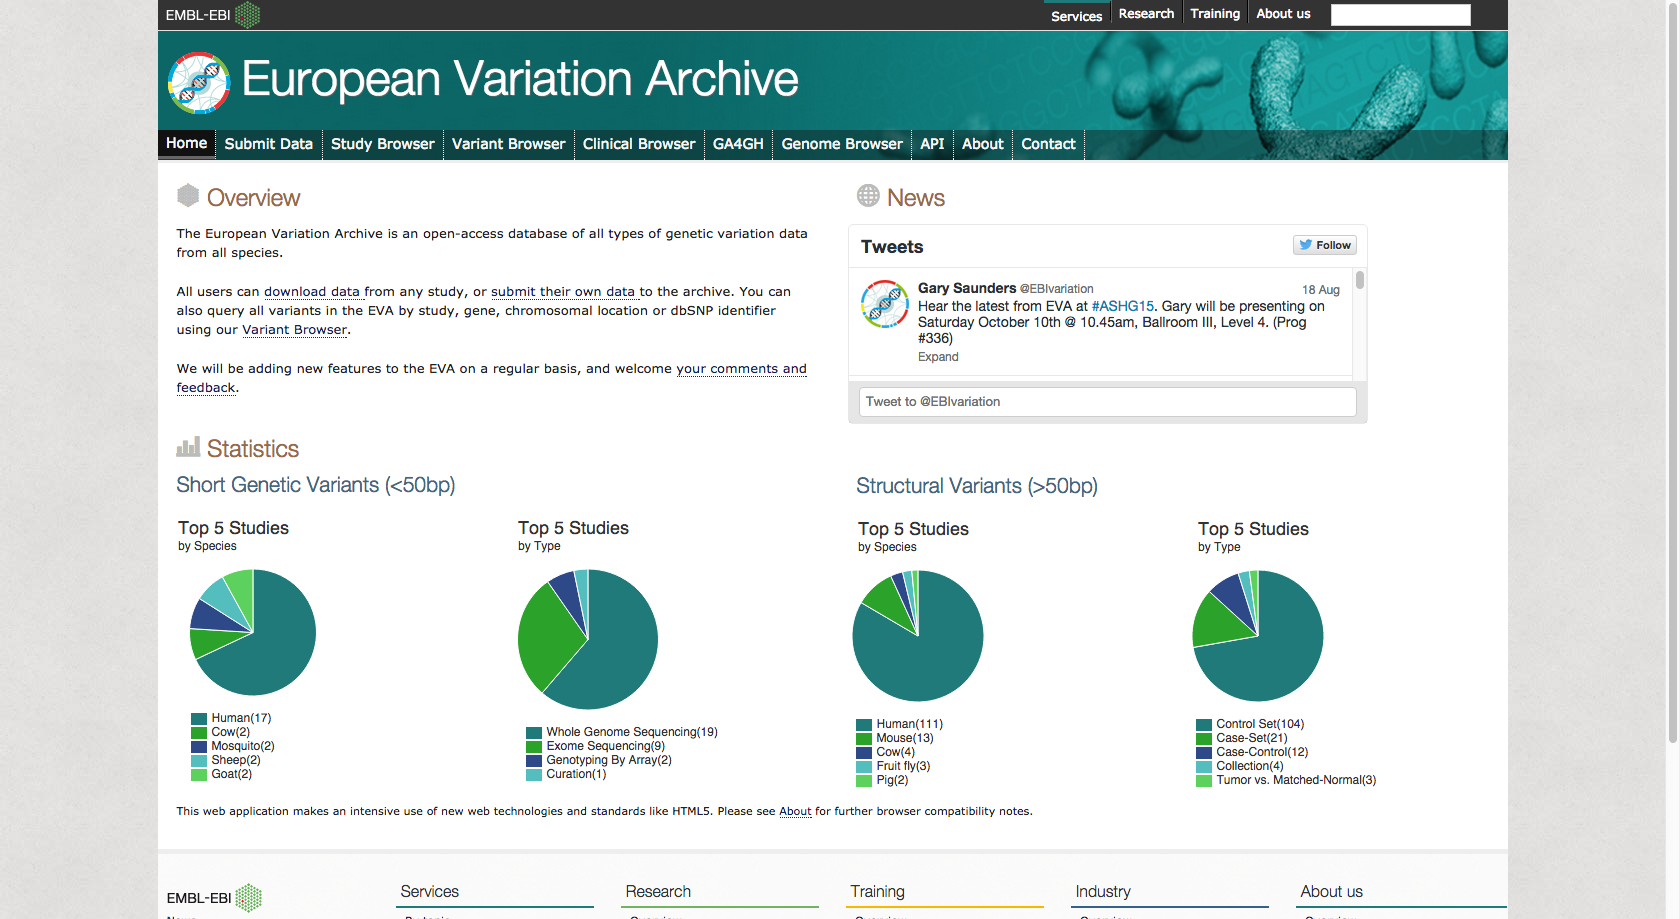 EMBL-EBI
Services
Research
Training
About us
European Variation Archive
Home
Submit Data
Study Browser
Variant Browser
Clinical Browser
GA4GH
Genome Browser
API
About
Contact
Overview
The European Variation Archive is an open-access database of all types of genetic variation data
from all species.
All users can download data from any study, or submit their own data to the archive. You can
also query all variants in the EVA by study, gene, chromosomal location or dbSNP identifier
using our Variant Browser.
We will be adding new features to the EVA on a regular basis, and welcome your comments and
feedback.
News
Tweets
Follow
Gary Saunders @EBIvariation
18 Aug
Hear the latest from EVA at #ASHG15. Gary will be presenting on
Saturday October 10th @ 10.45am, Ballroom III, Level 4. (Prog
#336)
Expand
Tweet to @EBIvariation
Statistics
Short Genetic Variants (<50bp)
Top 5 Studies
by Species
Human(17)
Cow(2)
Mosquito(2)
Sheep(2)
Goat(2)
Top 5 Studies
by Type
Whole Genome Sequencing(19)
Exome Sequencing(9)
Genotyping By Array(2)
Curation(1)
Structural Variants (>50bp)
Top 5 Studies
by Species
Human(111)
Mouse(13)
Cow(4)
Fruit fly(3)
Pig(2)
Top 5 Studies
by Type
Control Set(104)
Case-Set(21)
Case-Control(12)
Collection(4)
Tumor vs. Matched-Normal(3)
This web application makes an intensive use of new web technologies and standards like HTML5. Please see About for further browser compatibility notes.
EMBL-EBI
Services
Research
Training
Industry
About us